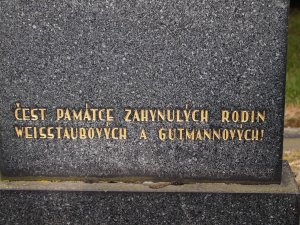 ČEST PAMÁTCE ZAHYNULÝCH RODIN
WEISSTAUBOVÝCH A GUTMANNOVÝCH!